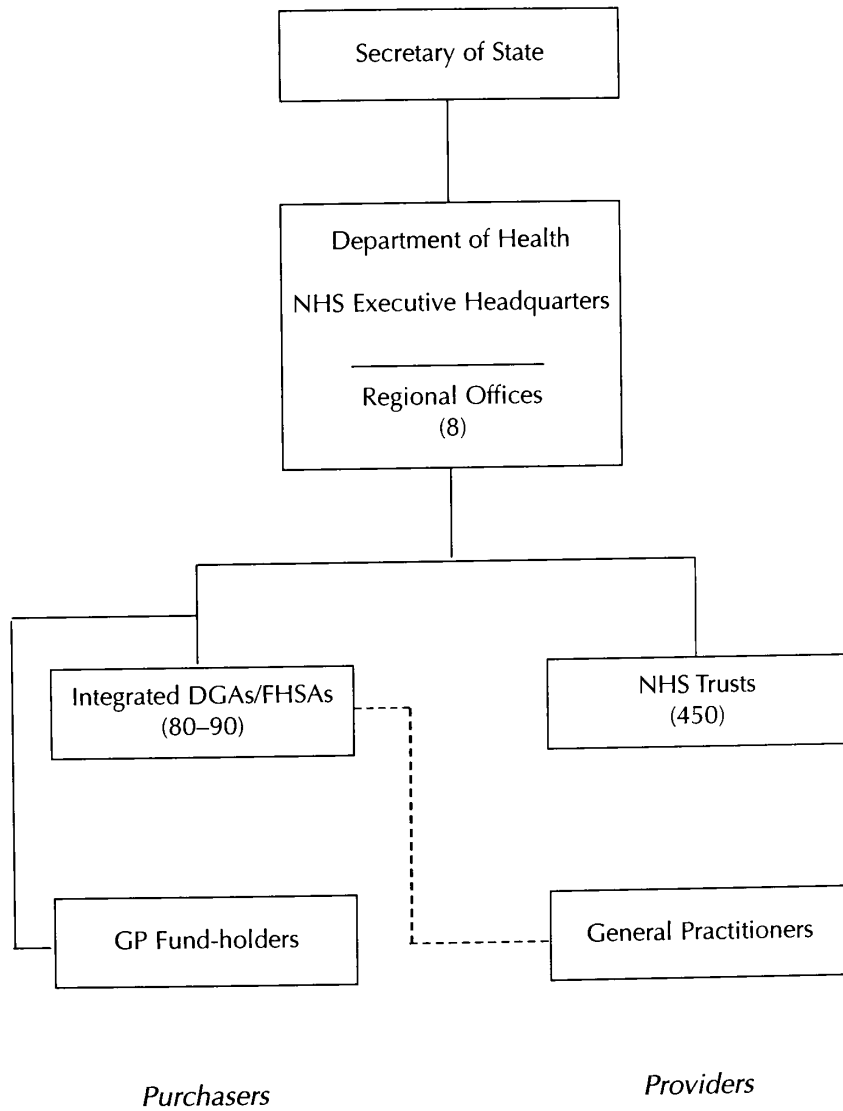 Secretary of State
Department of Health
NHS Executive Headquarters
Regional Offices
(8)
Integrated DGAs/FHSAs
(80–90)
NHS Trusts
(450)
GP Fund-holders
General Practitioners
Purchasers
Providers